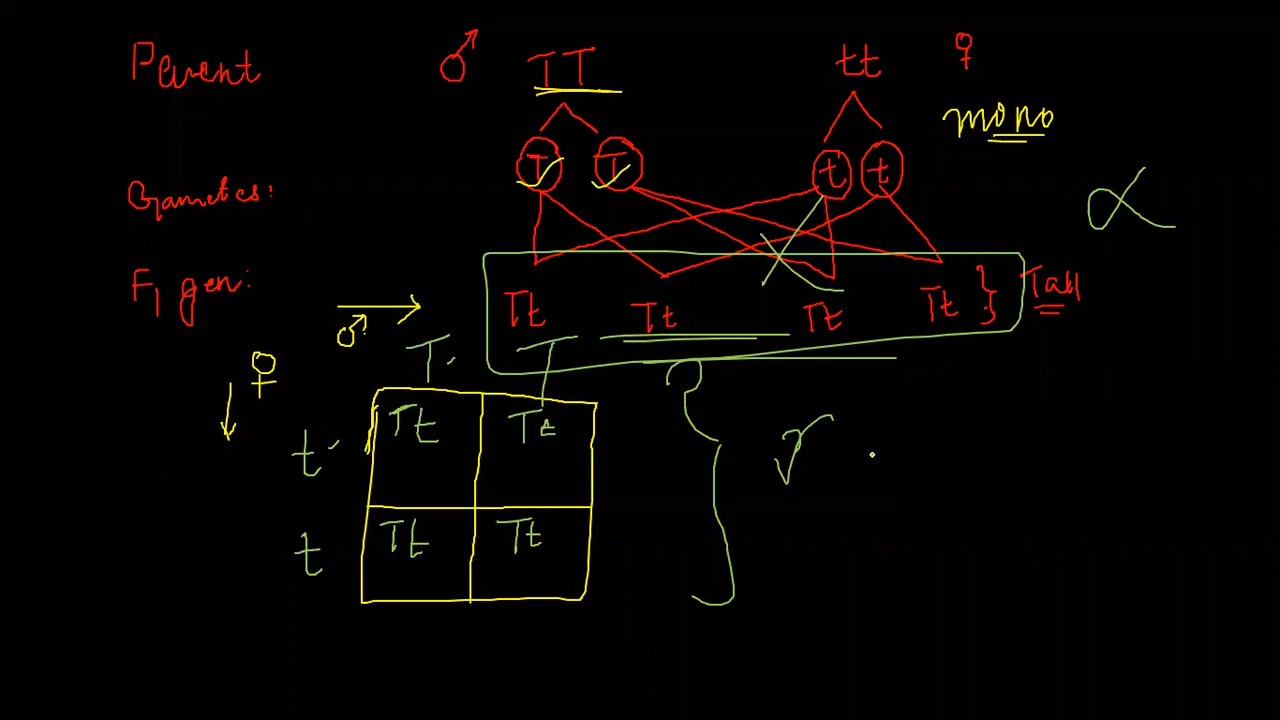 Parent ♂ TT tt ♀
mono
Gametes: T T t t
F1 gen: Tt Tt Tt Tt } Tall
♂ T T
♀
t Tt Tt
t Tt Tt